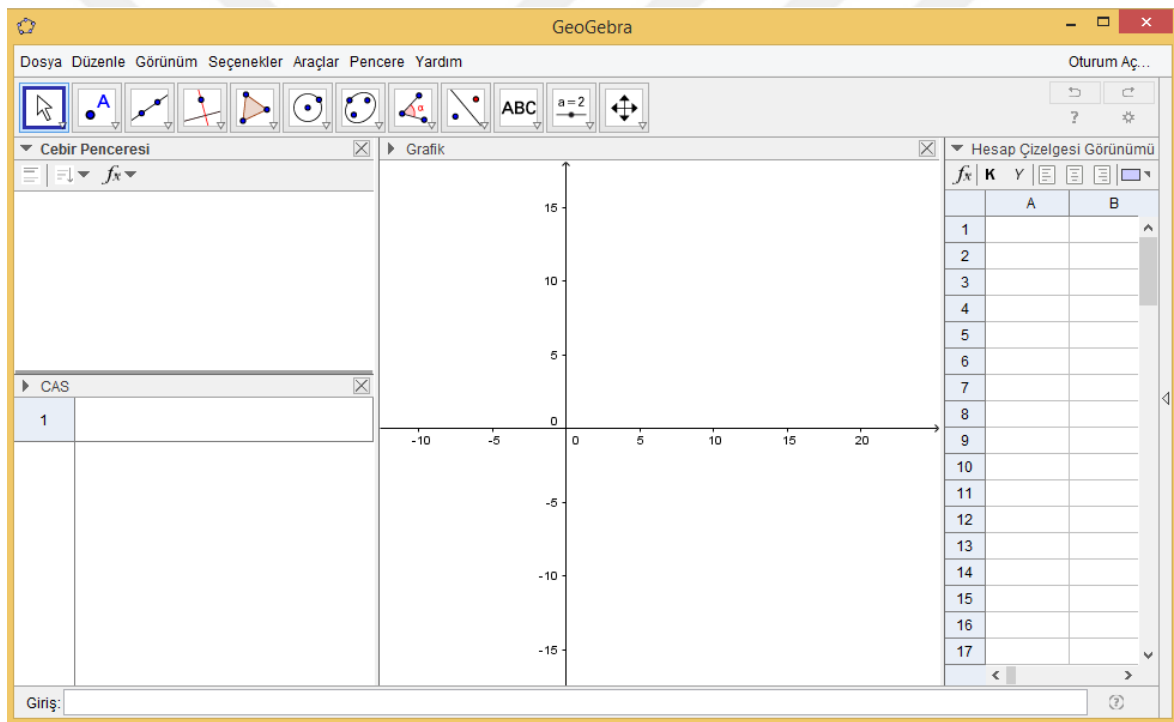 GeoGebra
Dosya Düzenle Görünüm Seçenekler Araçlar Pencere Yardım Oturum Aç...
A α ABC a=2 ?
Cebir Penceresi
fx
CAS
1
Grafik
15
10
5
0
-10 -5 0 5 10 15 20
-5
-10
-15
Hesap Çizelgesi Görünümü
fx K Y
A B
1
2
3
4
5
6
7
8
9
10
11
12
13
14
15
16
17
Giriş: ?